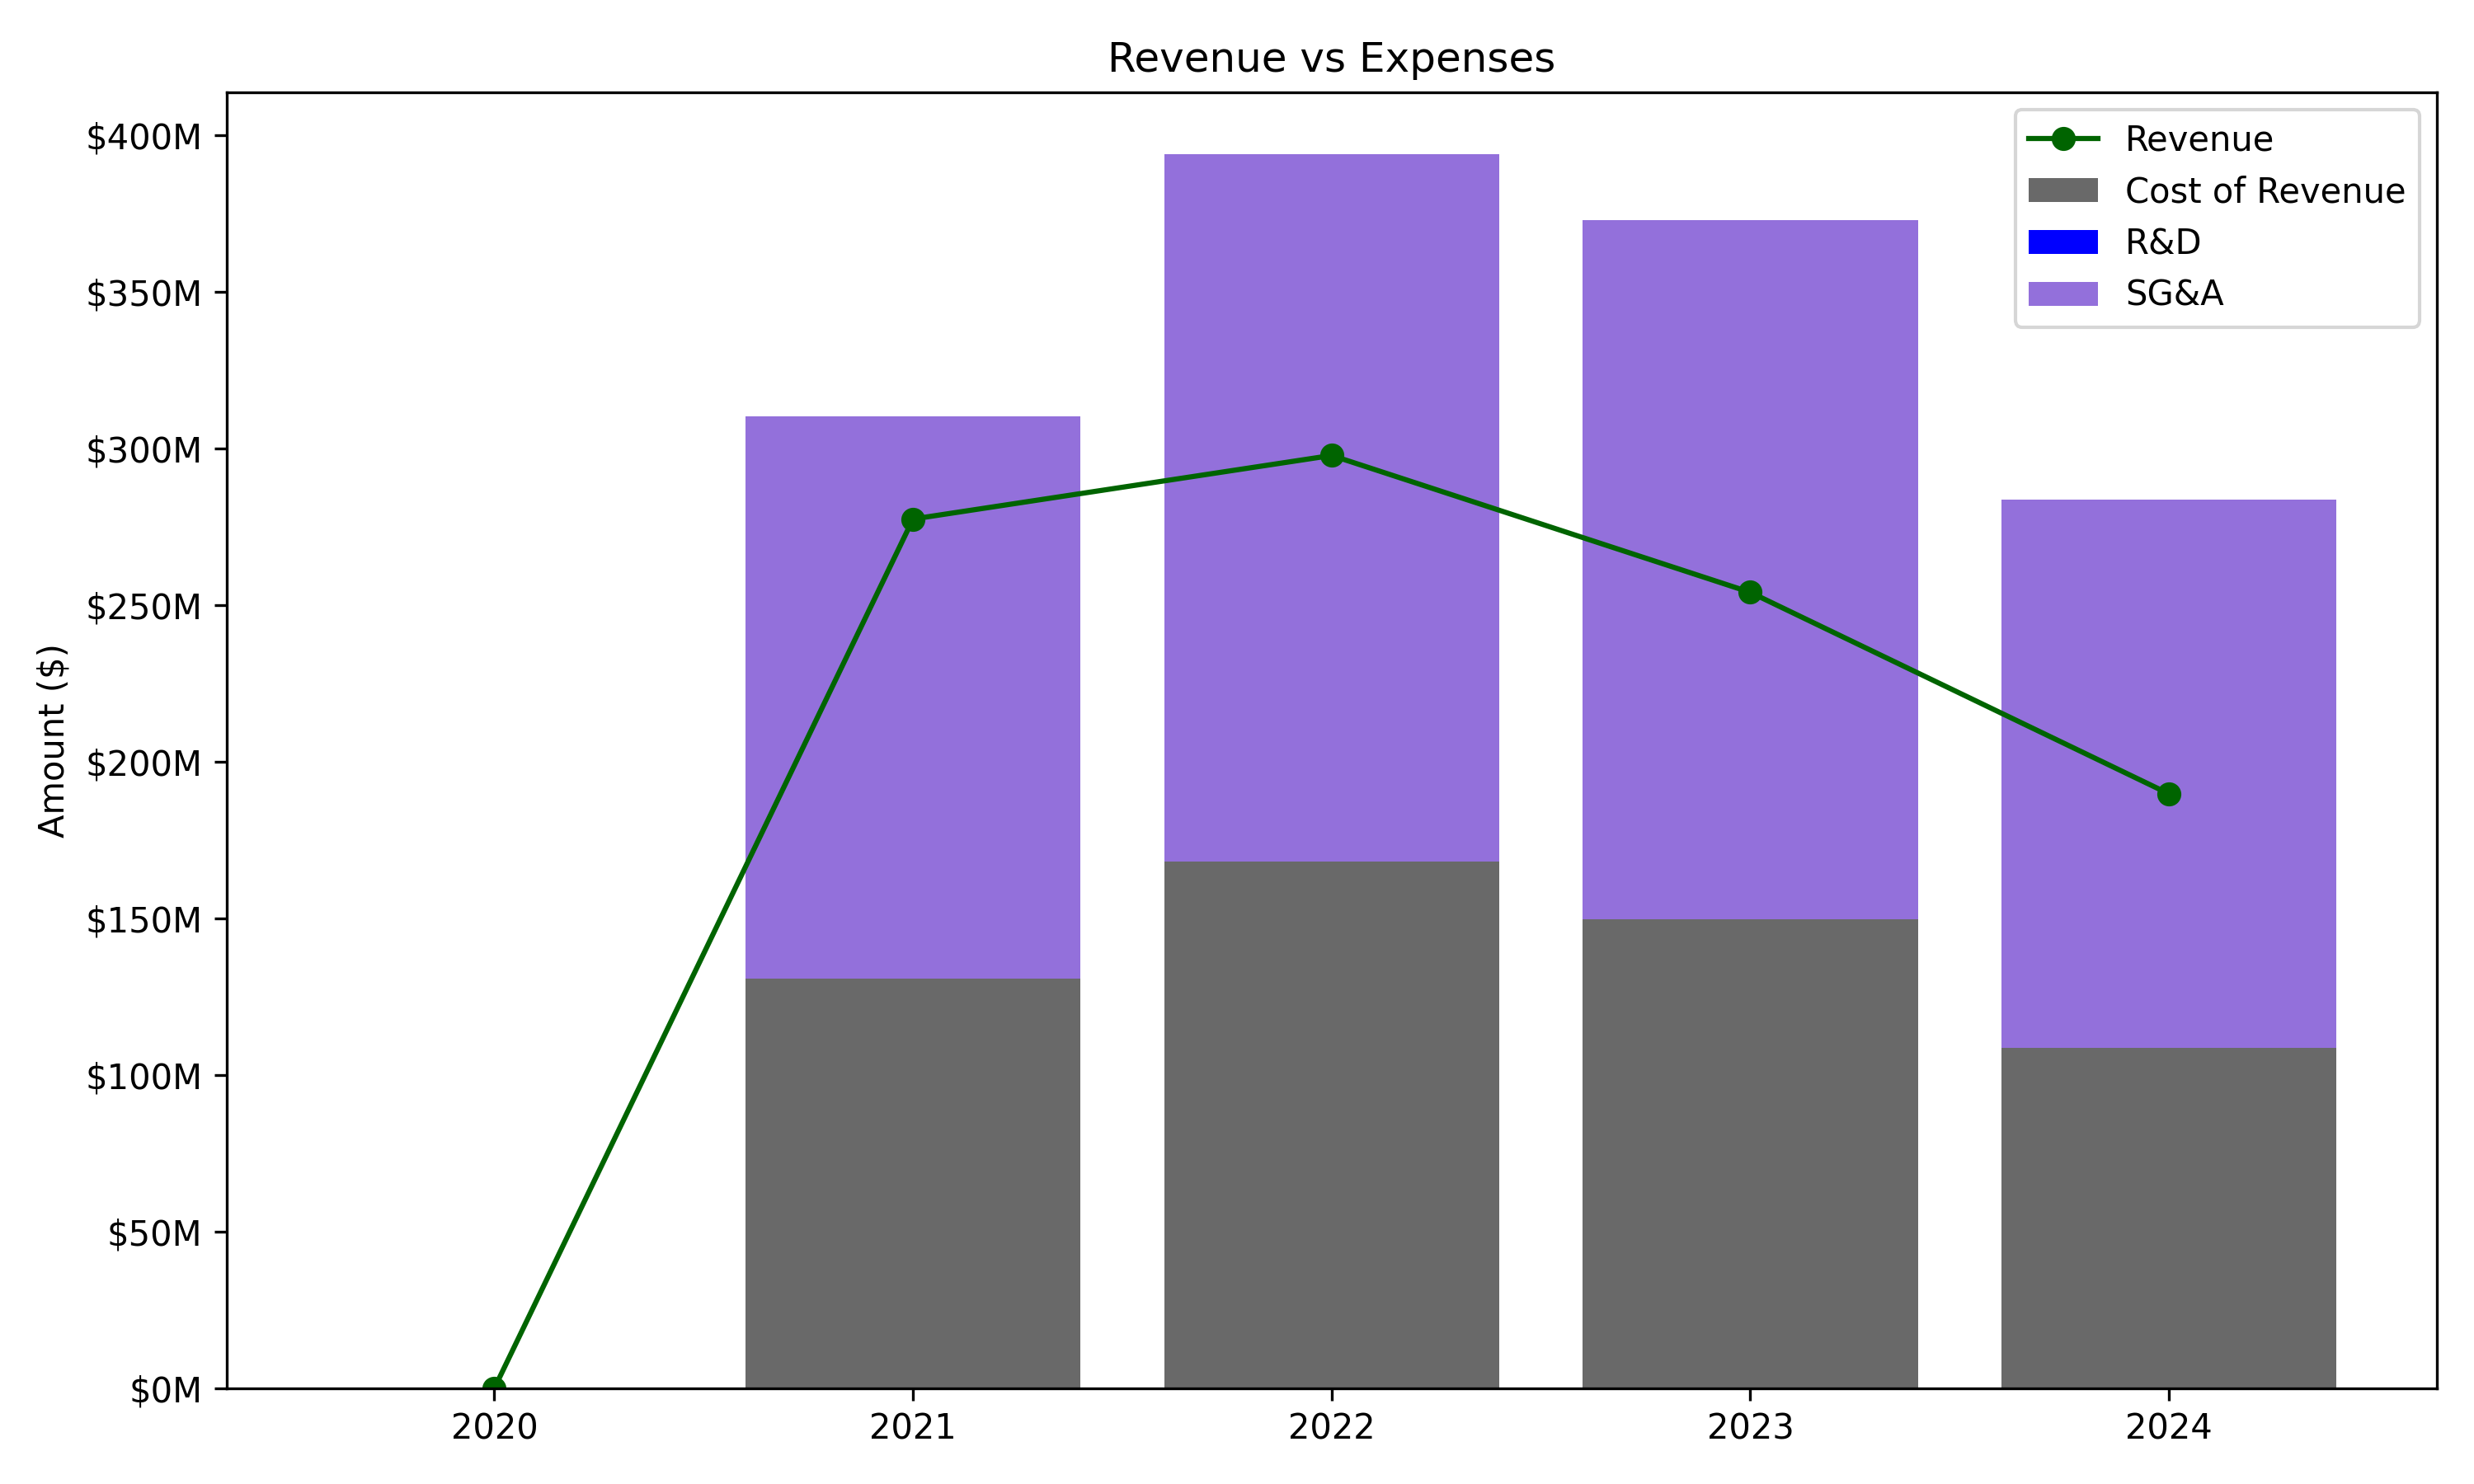 Revenue vs Expenses
Amount ($)
$400M
$350M
$300M
$250M
$200M
$150M
$100M
$50M
$0M
2020
2021
2022
2023
2024
Revenue
Cost of Revenue
R&D
SG&A